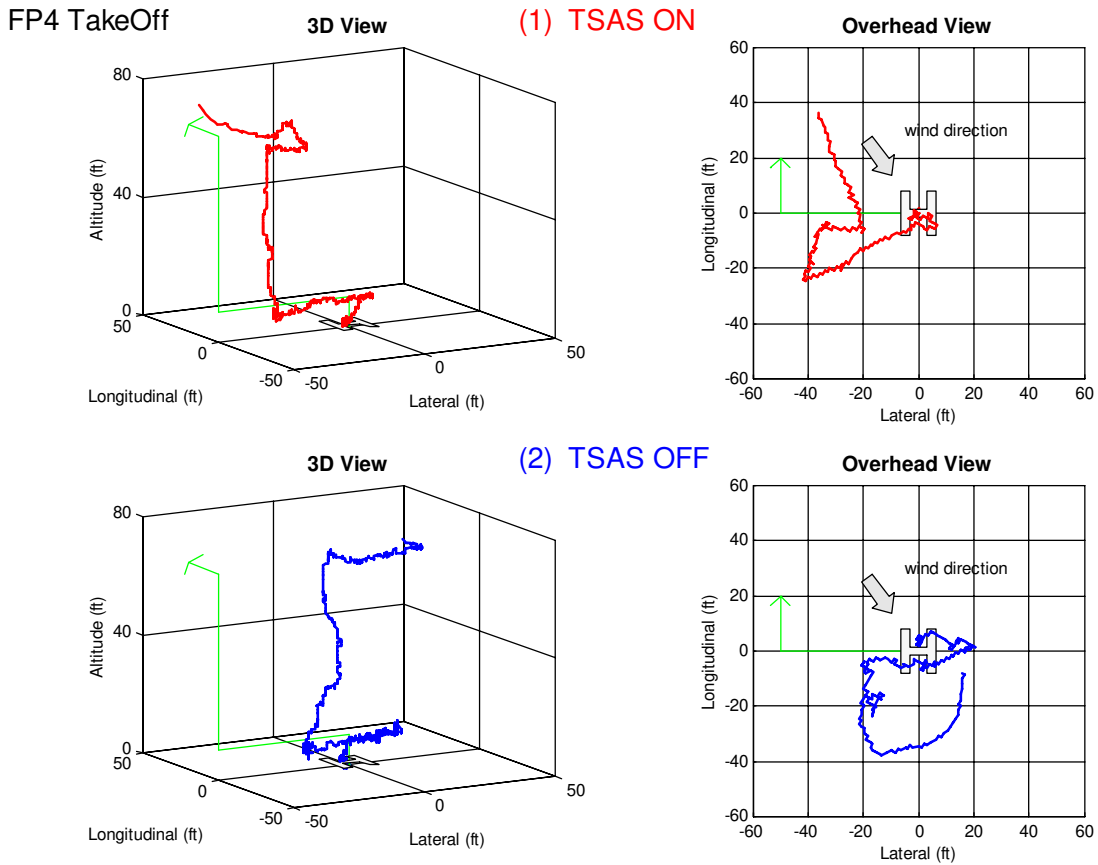 FP4 TakeOff
(1) TSAS ON
3D View
80
40
0
Altitude (ft)
50
0
-50
Longitudinal (ft)
-50
0
50
Lateral (ft)
Overhead View
wind direction
60
40
20
0
-20
-40
-60
Longitudinal (ft)
-60
-40
-20
0
20
40
60
Lateral (ft)
(2) TSAS OFF
3D View
80
40
0
Altitude (ft)
50
0
-50
Longitudinal (ft)
-50
0
50
Lateral (ft)
Overhead View
wind direction
60
40
20
0
-20
-40
-60
Longitudinal (ft)
-60
-40
-20
0
20
40
60
Lateral (ft)